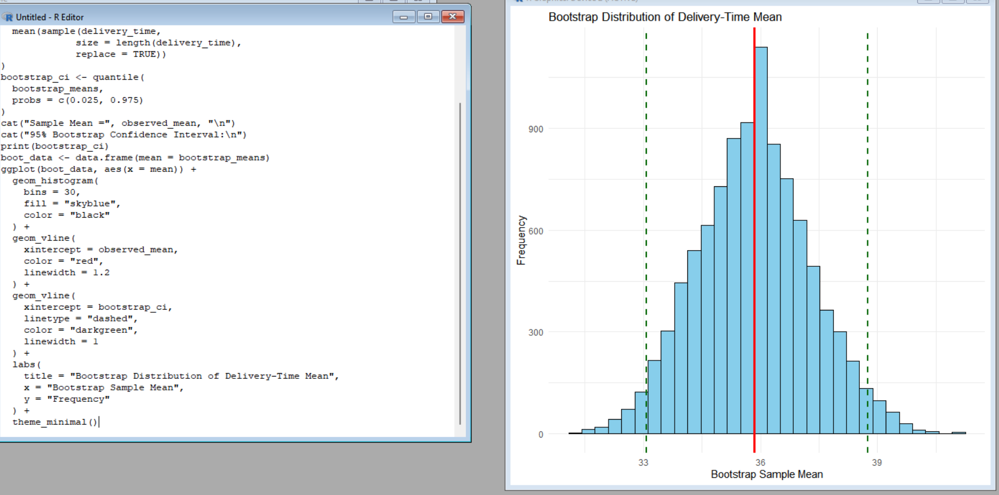 Untitled - R Editor
  mean(sample(delivery_time,
             size = length(delivery_time),
             replace = TRUE))
)
bootstrap_ci <- quantile(
  bootstrap_means,
  probs = c(0.025, 0.975)
)
cat("Sample Mean =", observed_mean, "\n")
cat("95% Bootstrap Confidence Interval:\n")
print(bootstrap_ci)
boot_data <- data.frame(mean = bootstrap_means)
ggplot(boot_data, aes(x = mean)) +
  geom_histogram(
    bins = 30,
    fill = "skyblue",
    color = "black"
  ) +
  geom_vline(
    xintercept = observed_mean,
    color = "red",
    linewidth = 1.2
  ) +
  geom_vline(
    xintercept = bootstrap_ci,
    linetype = "dashed",
    color = "darkgreen",
    linewidth = 1
  ) +
  labs(
    title = "Bootstrap Distribution of Delivery-Time Mean",
    x = "Bootstrap Sample Mean",
    y = "Frequency"
  ) +
  theme_minimal()
Bootstrap Distribution of Delivery-Time Mean
900
600
300
0
Frequency
33 36 39
Bootstrap Sample Mean